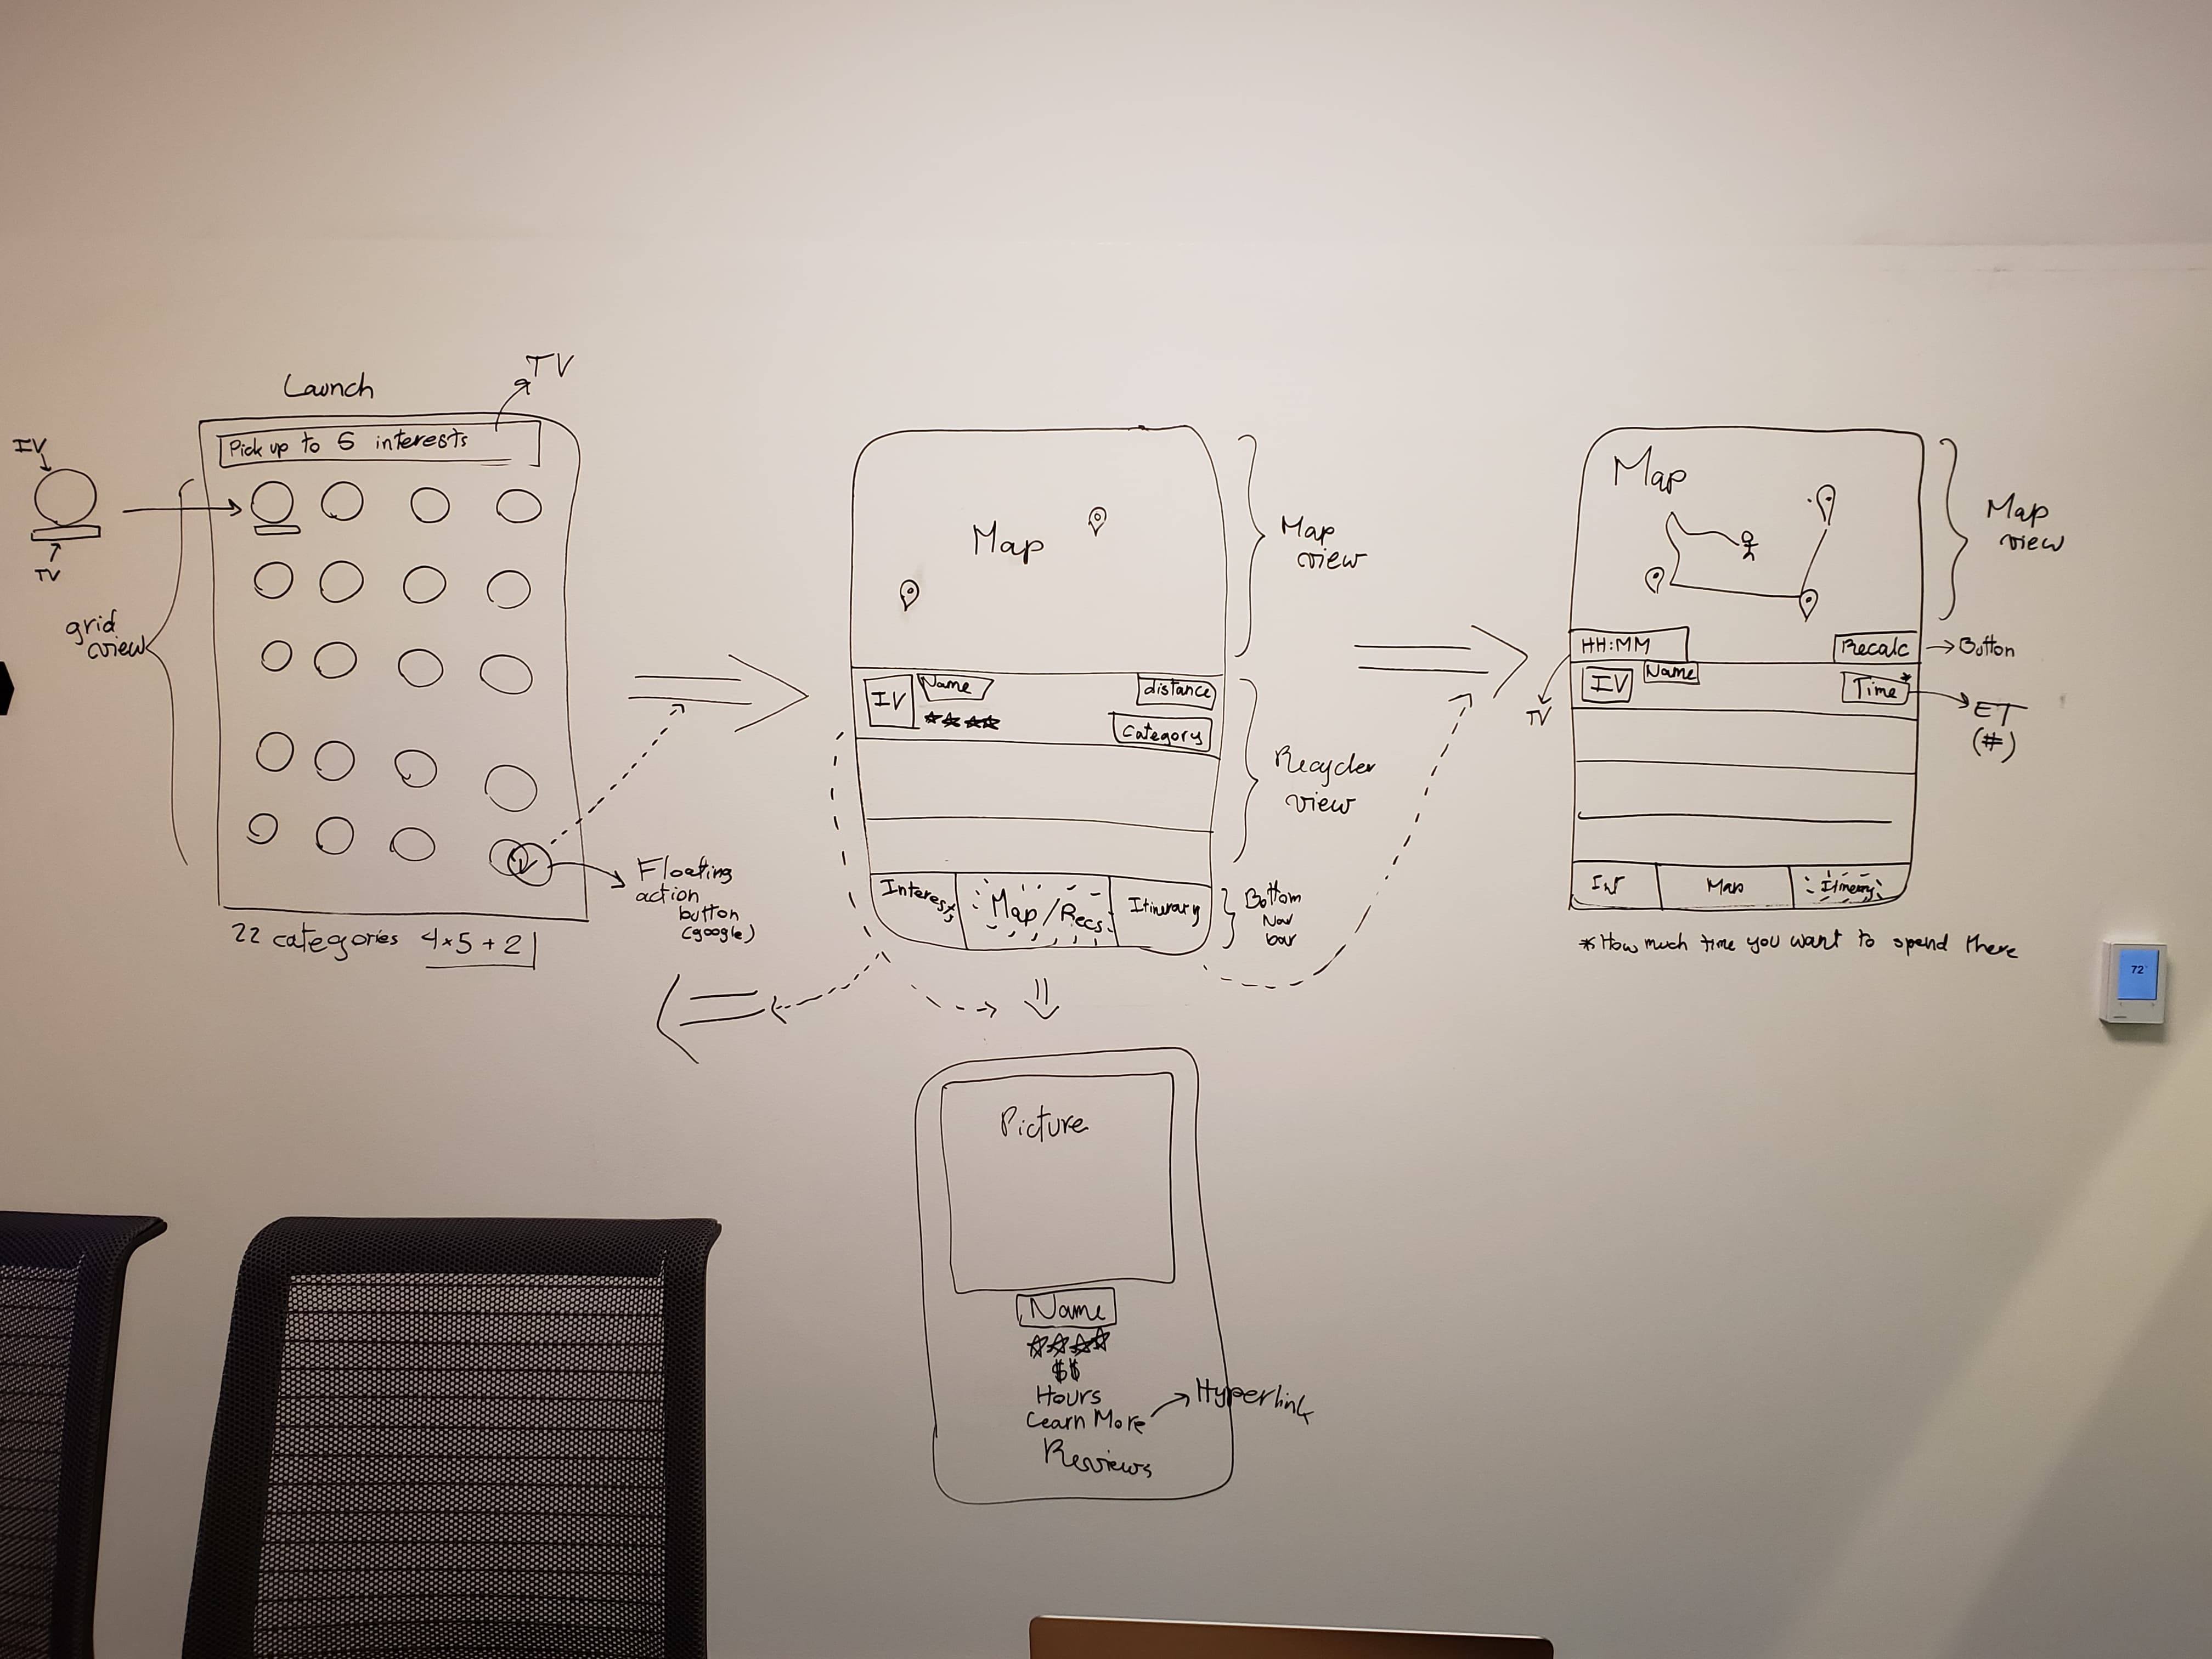 Launch
TV
Pick up to 5 interests
IV
TV
grid
view
Floating
action
button
(google)
22 categories 4x5+2
Map
Map
view
IV
Name
distance
Category
Recycler
view
Interests
Map/Recs
Itinerary
Bottom
Nav
bar
Picture
Name
$$
Hours
Learn More
Hyperlink
Reviews
Map
Map
view
HH:MM
Recalc
Button
TV
IV
Name
Time*
ET
(#)
Int
Map
Itinerary
*How much time you want to spend there
72°